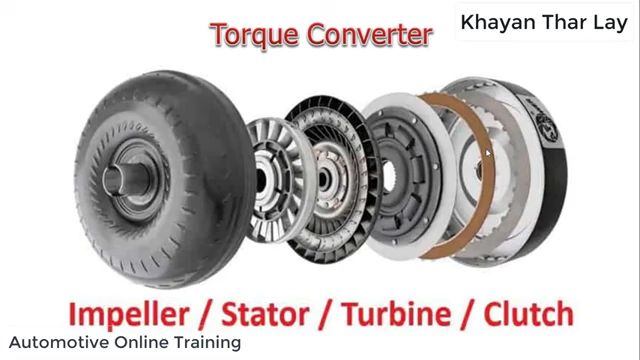 Khayan Thar Lay
Torque Converter
Impeller / Stator / Turbine / Clutch
Automotive Online Training